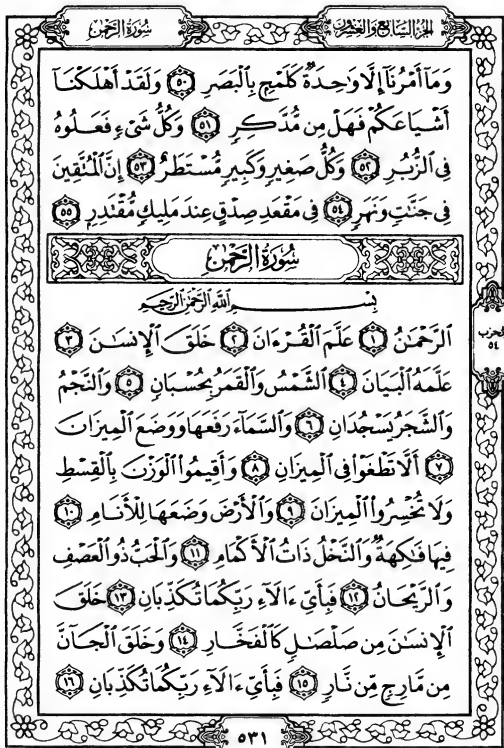 سُورَةُ الرَّحْمٰن
الجزء السابع والعشرون
وَمَآ أَمْرُنَآ إِلَّا وَٰحِدَةٌ كَلَمْحِۭ بِٱلْبَصَرِ ۝٥٠ وَلَقَدْ أَهْلَكْنَآ
أَشْيَاعَكُمْ فَهَلْ مِن مُّدَّكِرٍ ۝٥١ وَكُلُّ شَىْءٍ فَعَلُوهُ
فِى ٱلزُّبُرِ ۝٥٢ وَكُلُّ صَغِيرٍ وَكَبِيرٍ مُّسْتَطَرٌ ۝٥٣ إِنَّ ٱلْمُتَّقِينَ
فِى جَنَّٰتٍ وَنَهَرٍ ۝٥٤ فِى مَقْعَدِ صِدْقٍ عِندَ مَلِيكٍ مُّقْتَدِرٍۭ ۝٥٥
سُورَةُ الرَّحْمٰن
بِسْمِ ٱللَّهِ ٱلرَّحْمَٰنِ ٱلرَّحِيمِ
ٱلرَّحْمَٰنُ ۝١ عَلَّمَ ٱلْقُرْءَانَ ۝٢ خَلَقَ ٱلْإِنسَٰنَ ۝٣
الحزب
٥٤
عَلَّمَهُ ٱلْبَيَانَ ۝٤ ٱلشَّمْسُ وَٱلْقَمَرُ بِحُسْبَانٍ ۝٥ وَٱلنَّجْمُ
وَٱلشَّجَرُ يَسْجُدَانِ ۝٦ وَٱلسَّمَآءَ رَفَعَهَا وَوَضَعَ ٱلْمِيزَانَ
۝٧ أَلَّا تَطْغَوْا۟ فِى ٱلْمِيزَانِ ۝٨ وَأَقِيمُوا۟ ٱلْوَزْنَ بِٱلْقِسْطِ
وَلَا تُخْسِرُوا۟ ٱلْمِيزَانَ ۝٩ وَٱلْأَرْضَ وَضَعَهَا لِلْأَنَامِ ۝١٠
فِيهَا فَٰكِهَةٌ وَٱلنَّخْلُ ذَاتُ ٱلْأَكْمَامِ ۝١١ وَٱلْحَبُّ ذُو ٱلْعَصْفِ
وَٱلرَّيْحَانُ ۝١٢ فَبِأَىِّ ءَالَآءِ رَبِّكُمَا تُكَذِّبَانِ ۝١٣ خَلَقَ
ٱلْإِنسَٰنَ مِن صَلْصَٰلٍ كَٱلْفَخَّارِ ۝١٤ وَخَلَقَ ٱلْجَآنَّ
مِن مَّارِجٍ مِّن نَّارٍ ۝١٥ فَبِأَىِّ ءَالَآءِ رَبِّكُمَا تُكَذِّبَانِ ۝١٦
٥٣١